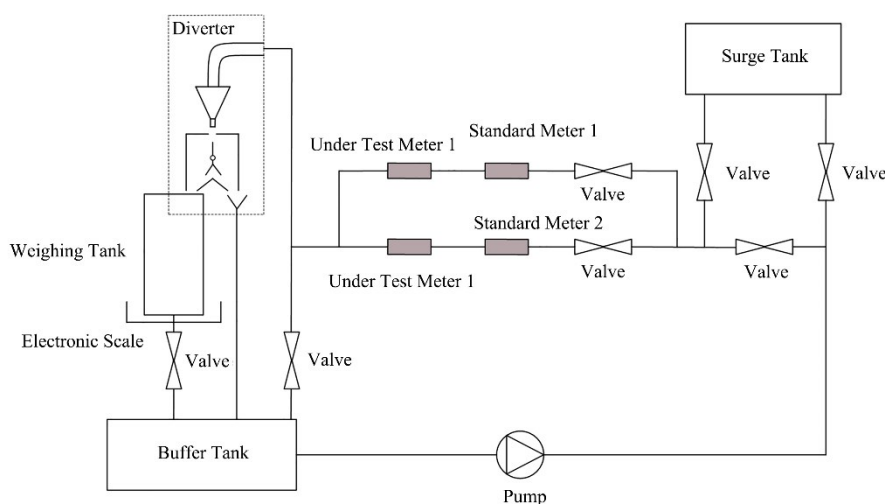 Diverter
Surge Tank
Under Test Meter 1
Standard Meter 1
Valve
Valve
Valve
Weighing Tank
Standard Meter 2
Under Test Meter 1
Valve
Valve
Electronic Scale
Valve
Valve
Buffer Tank
Pump